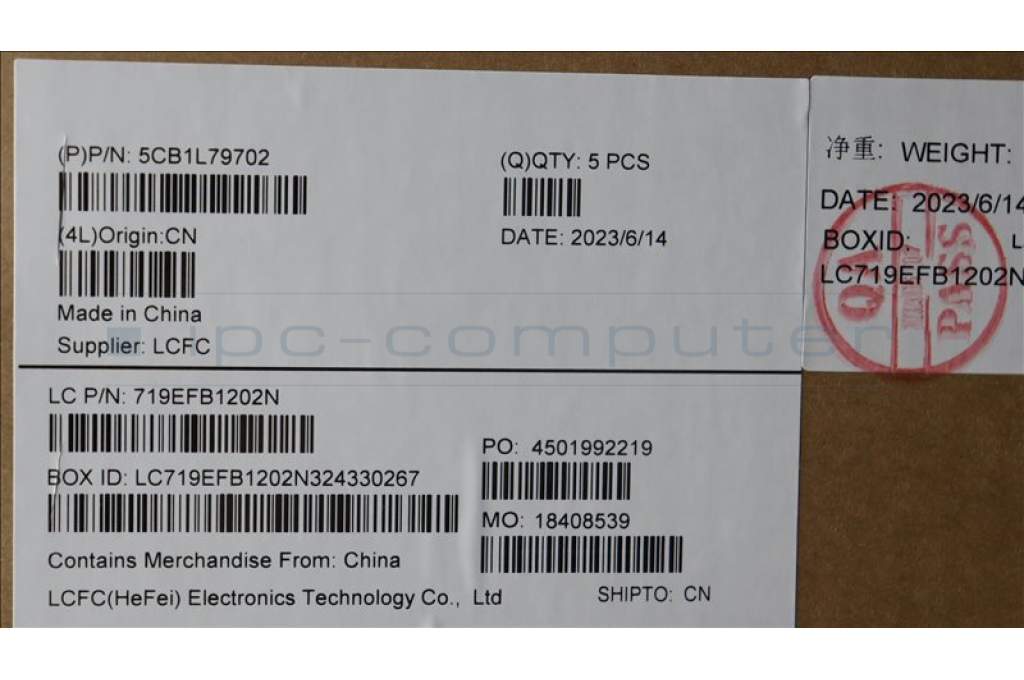 (P)P/N: 5CB1L79702
(Q)QTY: 5 PCS
(4L)Origin:CN
DATE: 2023/6/14
Made in China
Supplier: LCFC
LC P/N: 719EFB1202N
PO: 4501992219
BOX ID: LC719EFB1202N324330267
MO: 18408539
Contains Merchandise From: China
LCFC(HeFei) Electronics Technology Co., Ltd
SHIPTO: CN
净重: WEIGHT:
DATE: 2023/6/14
BOXID: L
LC719EFB1202N
QA
PASS
ipc-computer